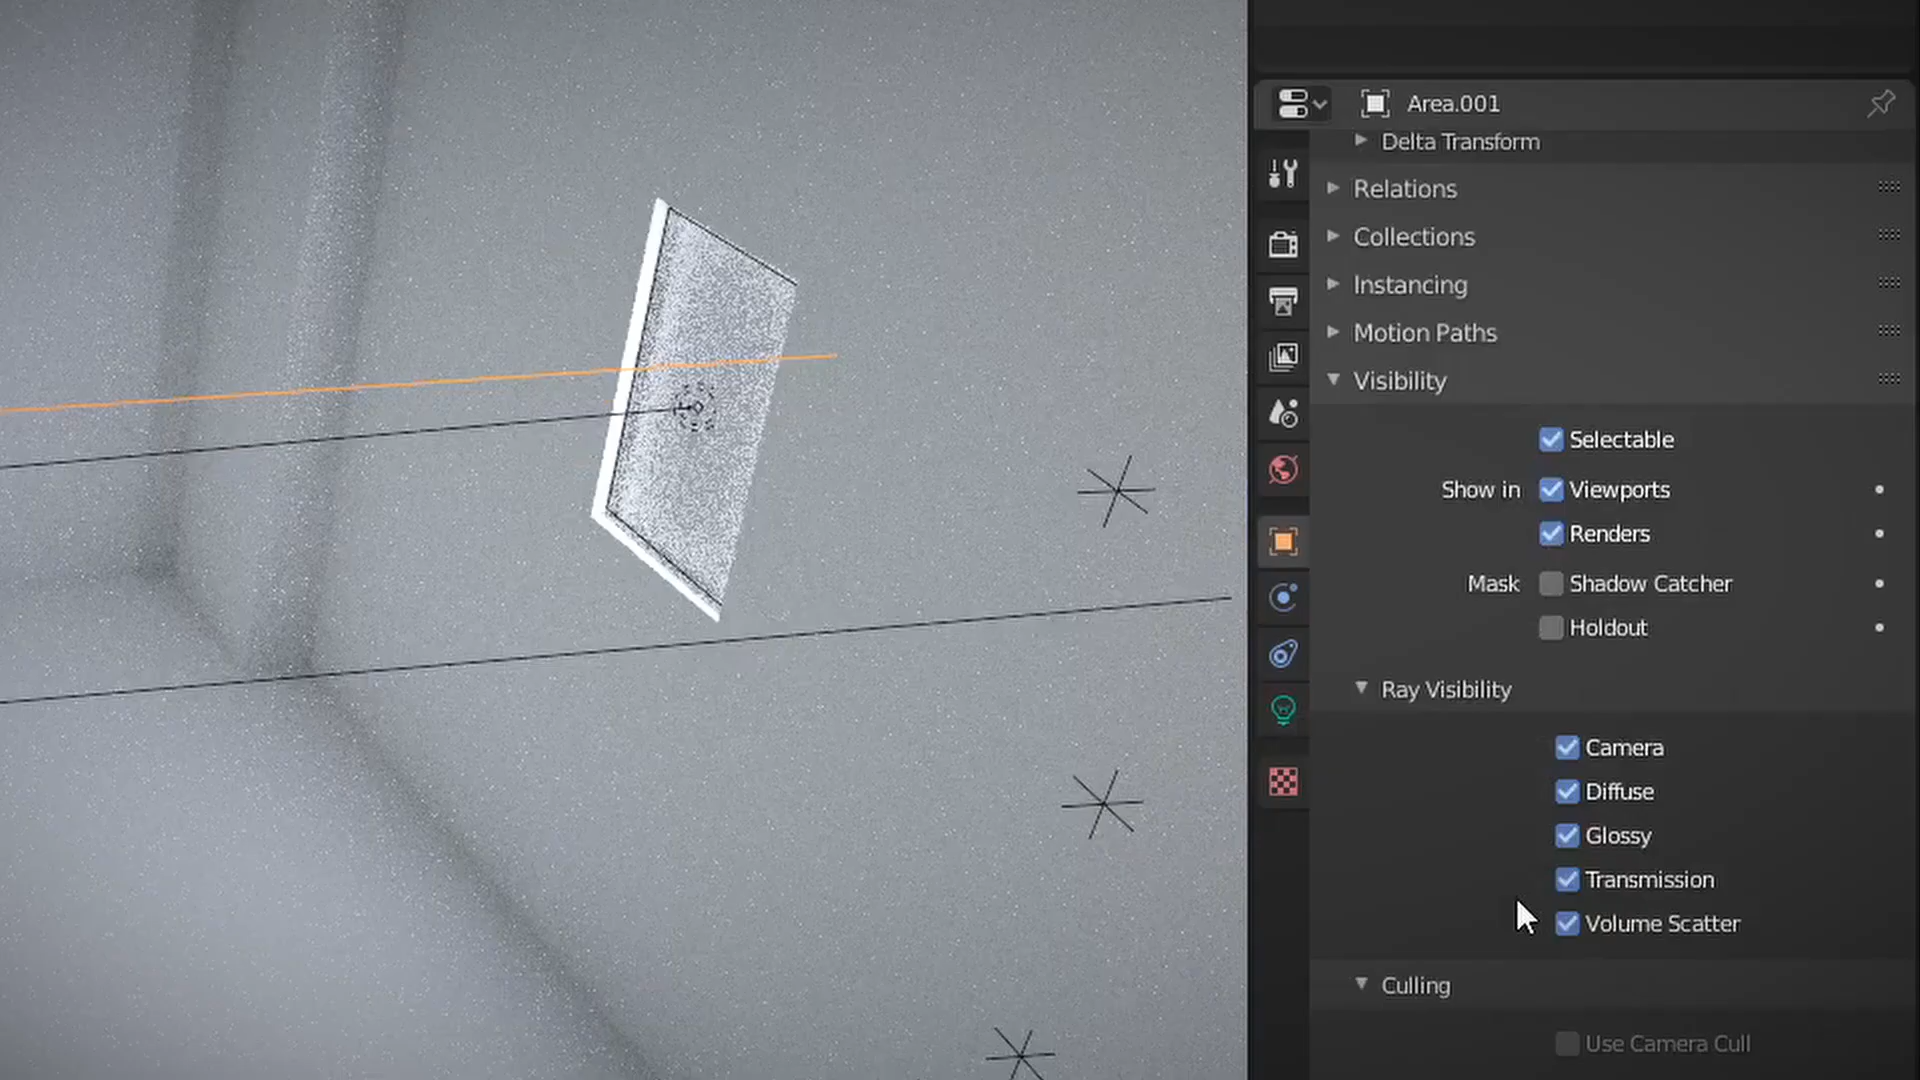 Area.001
Delta Transform
Relations
Collections
Instancing
Motion Paths
Visibility
Selectable
Show in Viewports
Renders
Mask Shadow Catcher
Holdout
Ray Visibility
Camera
Diffuse
Glossy
Transmission
Volume Scatter
Culling
Use Camera Cull